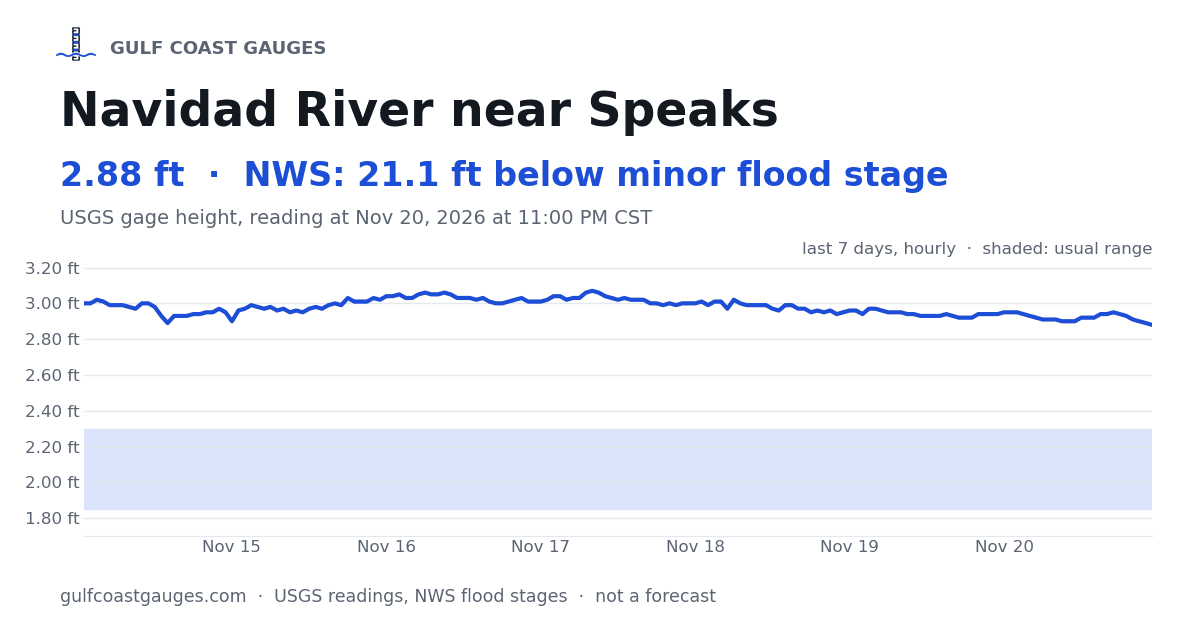 GULF COAST GAUGES
Navidad River near Speaks
2.88 ft · NWS: 21.1 ft below minor flood stage
USGS gage height, reading at Nov 20, 2026 at 11:00 PM CST
last 7 days, hourly · shaded: usual range
3.20 ft
3.00 ft
2.80 ft
2.60 ft
2.40 ft
2.20 ft
2.00 ft
1.80 ft
Nov 15 Nov 16 Nov 17 Nov 18 Nov 19 Nov 20
gulfcoastgauges.com · USGS readings, NWS flood stages · not a forecast